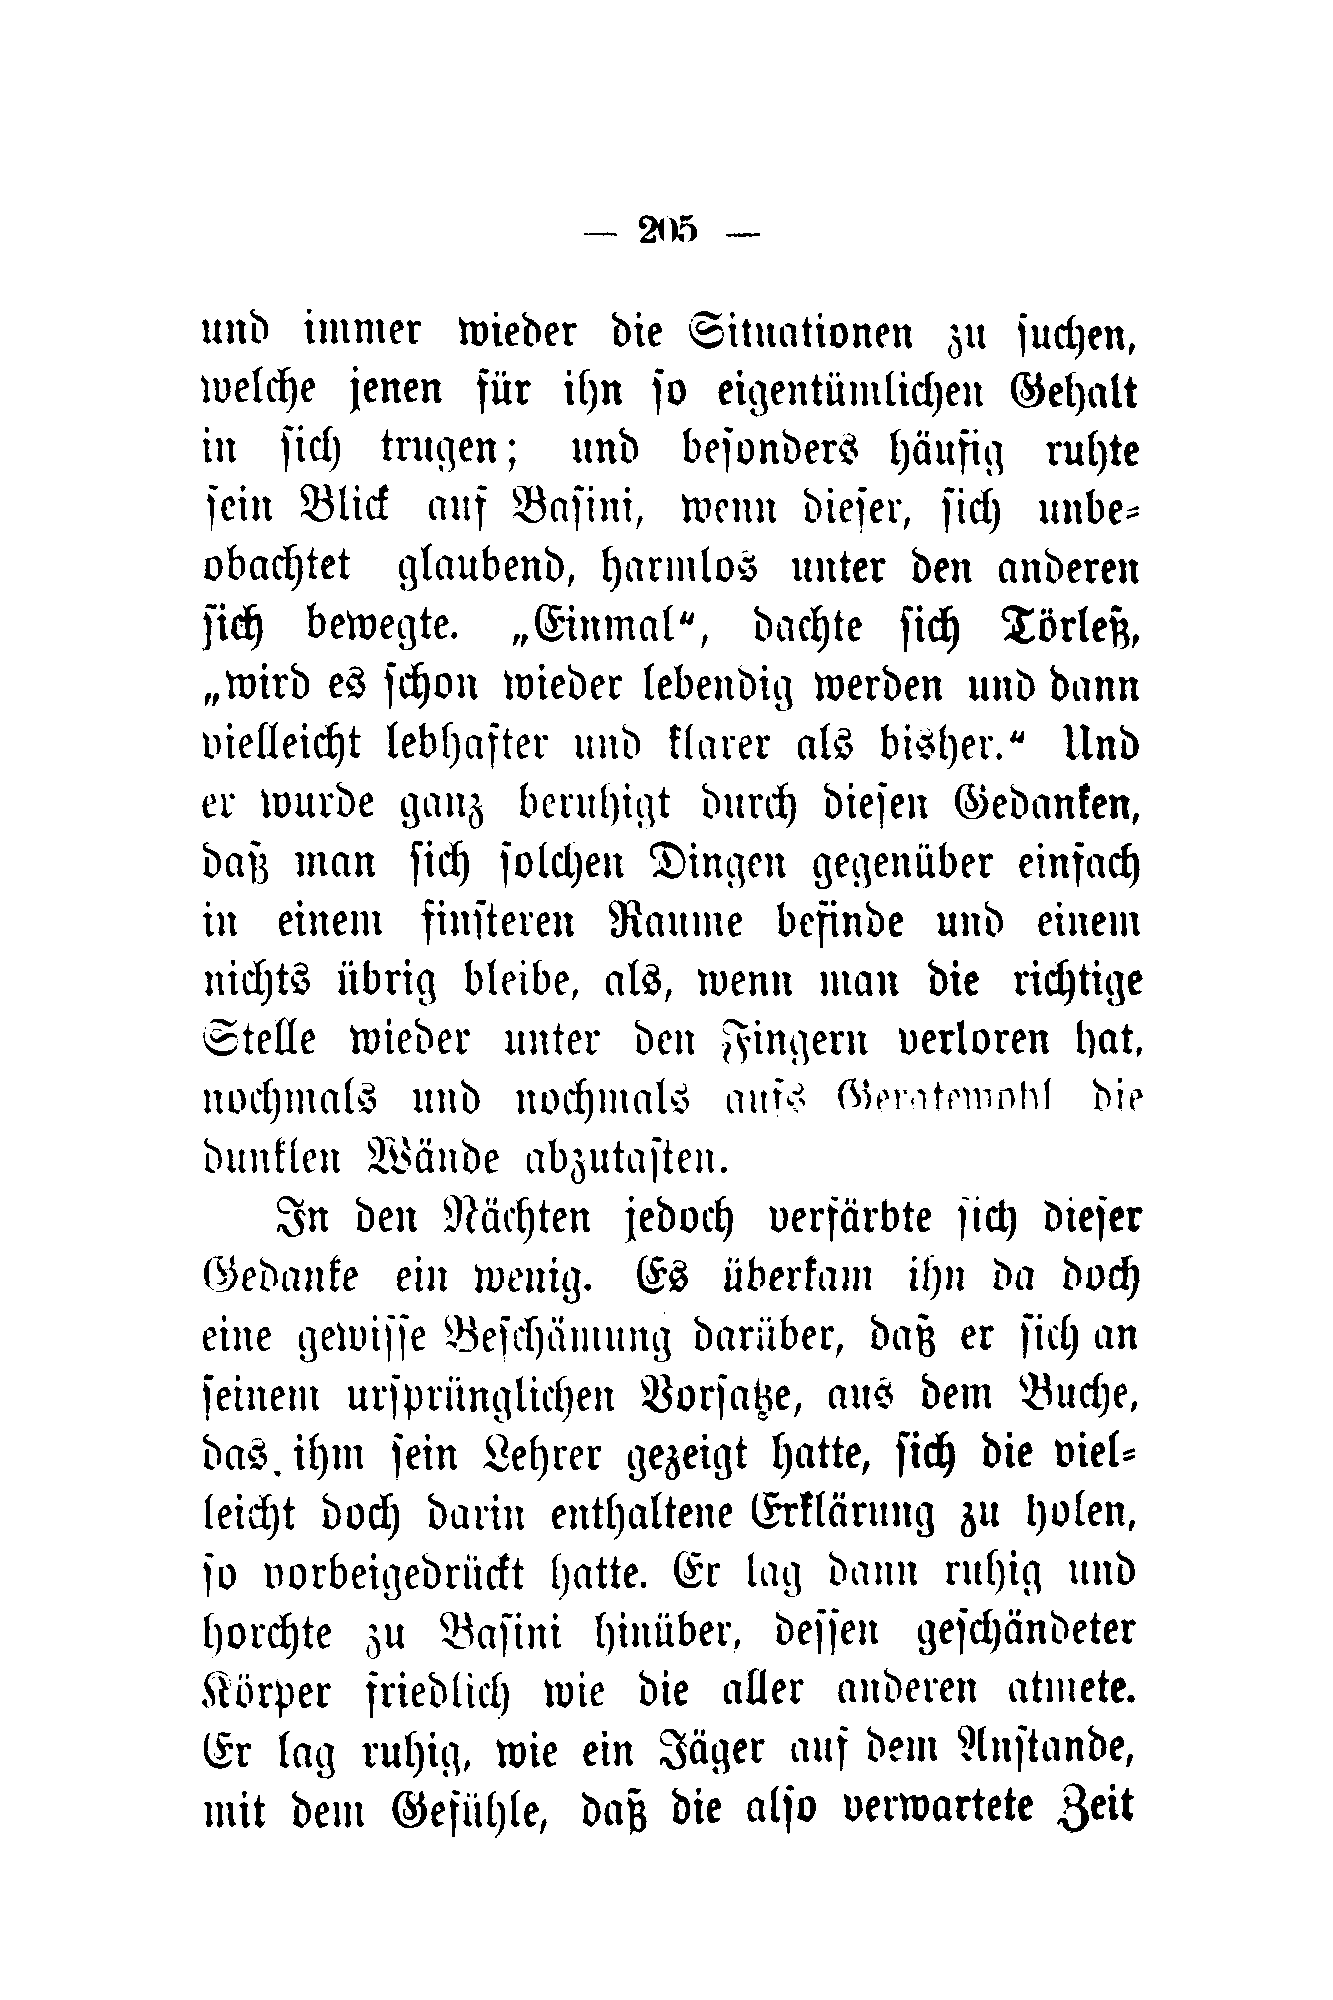 — 205 —
und immer wieder die Situationen zu suchen,
welche jenen für ihn so eigentümlichen Gehalt
in sich trugen; und besonders häufig ruhte
sein Blick auf Basini, wenn dieser, sich unbe-
obachtet glaubend, harmlos unter den anderen
sich bewegte. „Einmal“, dachte sich Törleß,
„wird es schon wieder lebendig werden und dann
vielleicht lebhafter und klarer als bisher.“ Und
er wurde ganz beruhigt durch diesen Gedanken,
daß man sich solchen Dingen gegenüber einfach
in einem finsteren Raume befinde und einem
nichts übrig bleibe, als, wenn man die richtige
Stelle wieder unter den Fingern verloren hat,
nochmals und nochmals aufs Geratewohl die
dunklen Wände abzutasten.
In den Nächten jedoch verfärbte sich dieser
Gedanke ein wenig. Es überkam ihn da doch
eine gewisse Beschämung darüber, daß er sich an
seinem ursprünglichen Vorsatze, aus dem Buche,
das ihm sein Lehrer gezeigt hatte, sich die viel-
leicht doch darin enthaltene Erklärung zu holen,
so vorbeigedrückt hatte. Er lag dann ruhig und
horchte zu Basini hinüber, dessen geschändeter
Körper friedlich wie die aller anderen atmete.
Er lag ruhig, wie ein Jäger auf dem Anstande,
mit dem Gefühle, daß die also verwartete Zeit